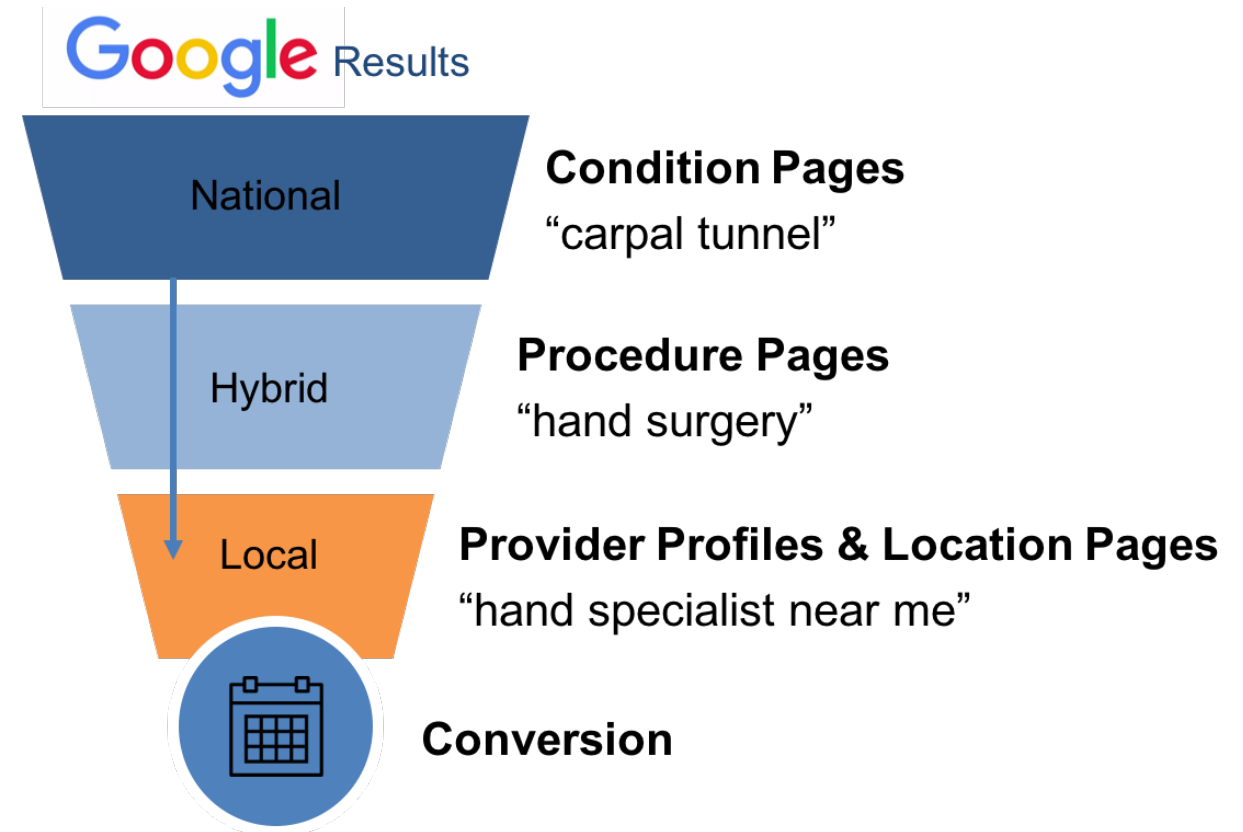 Google Results
National
Condition Pages
“carpal tunnel”
Hybrid
Procedure Pages
“hand surgery”
Local
Provider Profiles & Location Pages
“hand specialist near me”
Conversion